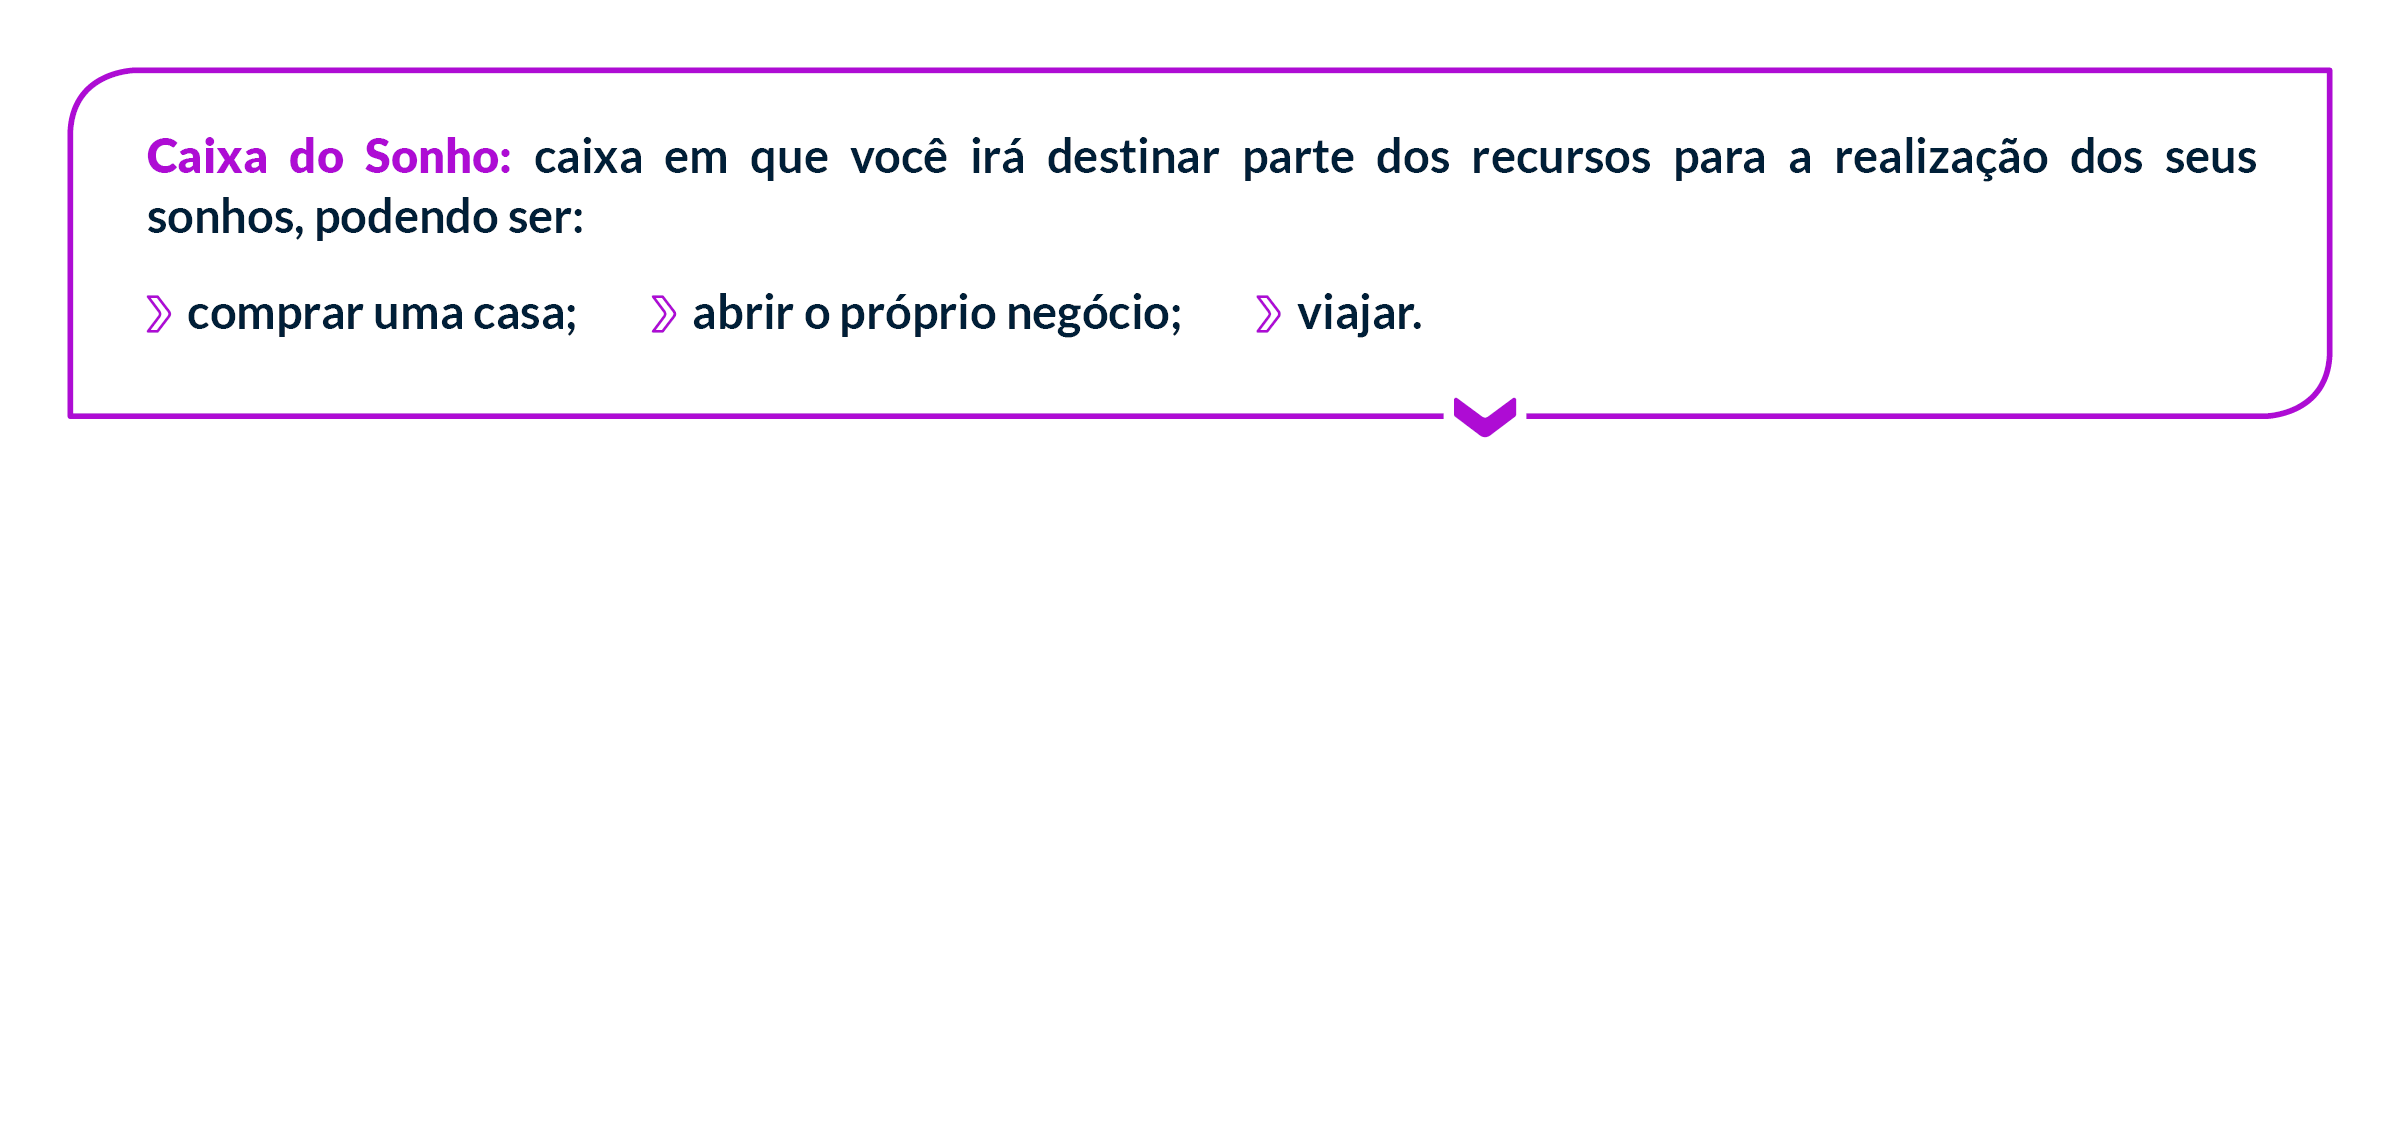 Caixa do Sonho: caixa em que você irá destinar parte dos recursos para a realização dos seus
sonhos, podendo ser:
comprar uma casa; abrir o próprio negócio; viajar.